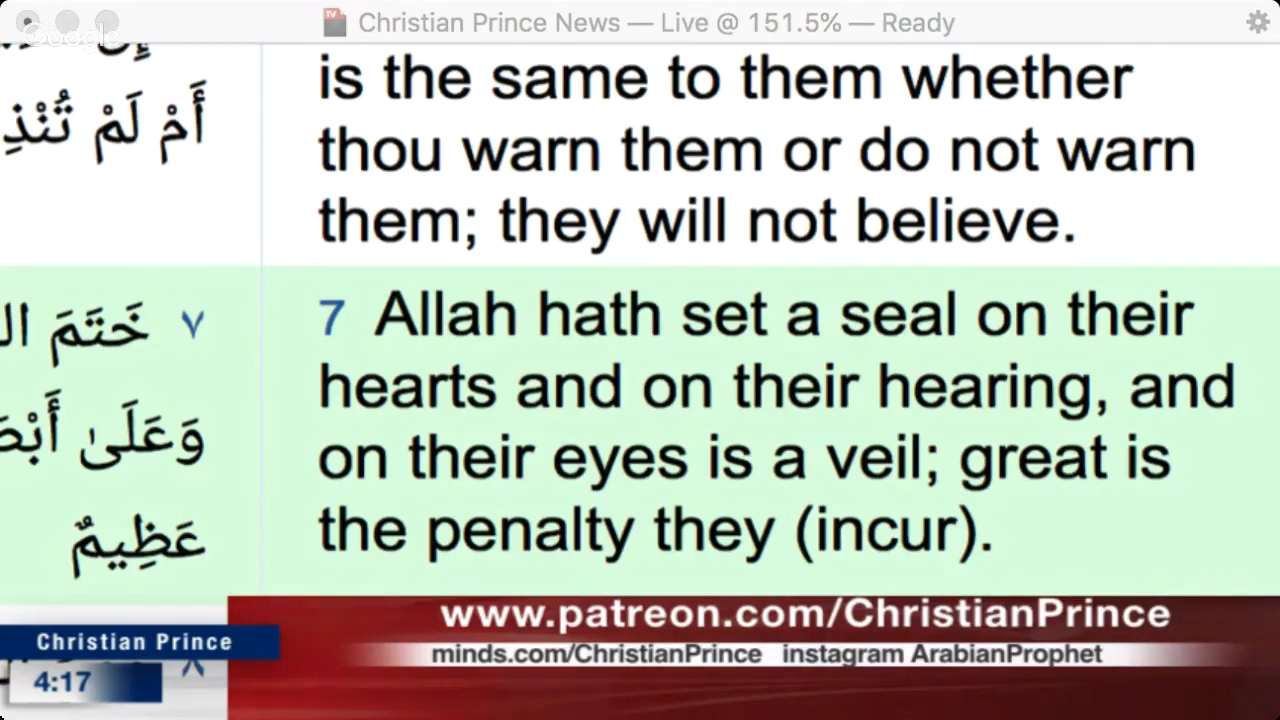 Christian Prince News — Live @ 151.5% — Ready
Google
is the same to them whether
thou warn them or do not warn
them; they will not believe.
أَمْ لَمْ
7 Allah hath set a seal on their
hearts and on their hearing, and
on their eyes is a veil; great is
the penalty they (incur).
٧ خَتَمَ
وَعَلَىٰ
عَظِيمٌ
www.patreon.com/ChristianPrince
minds.com/ChristianPrince instagram ArabianProphet
Christian Prince
4:17